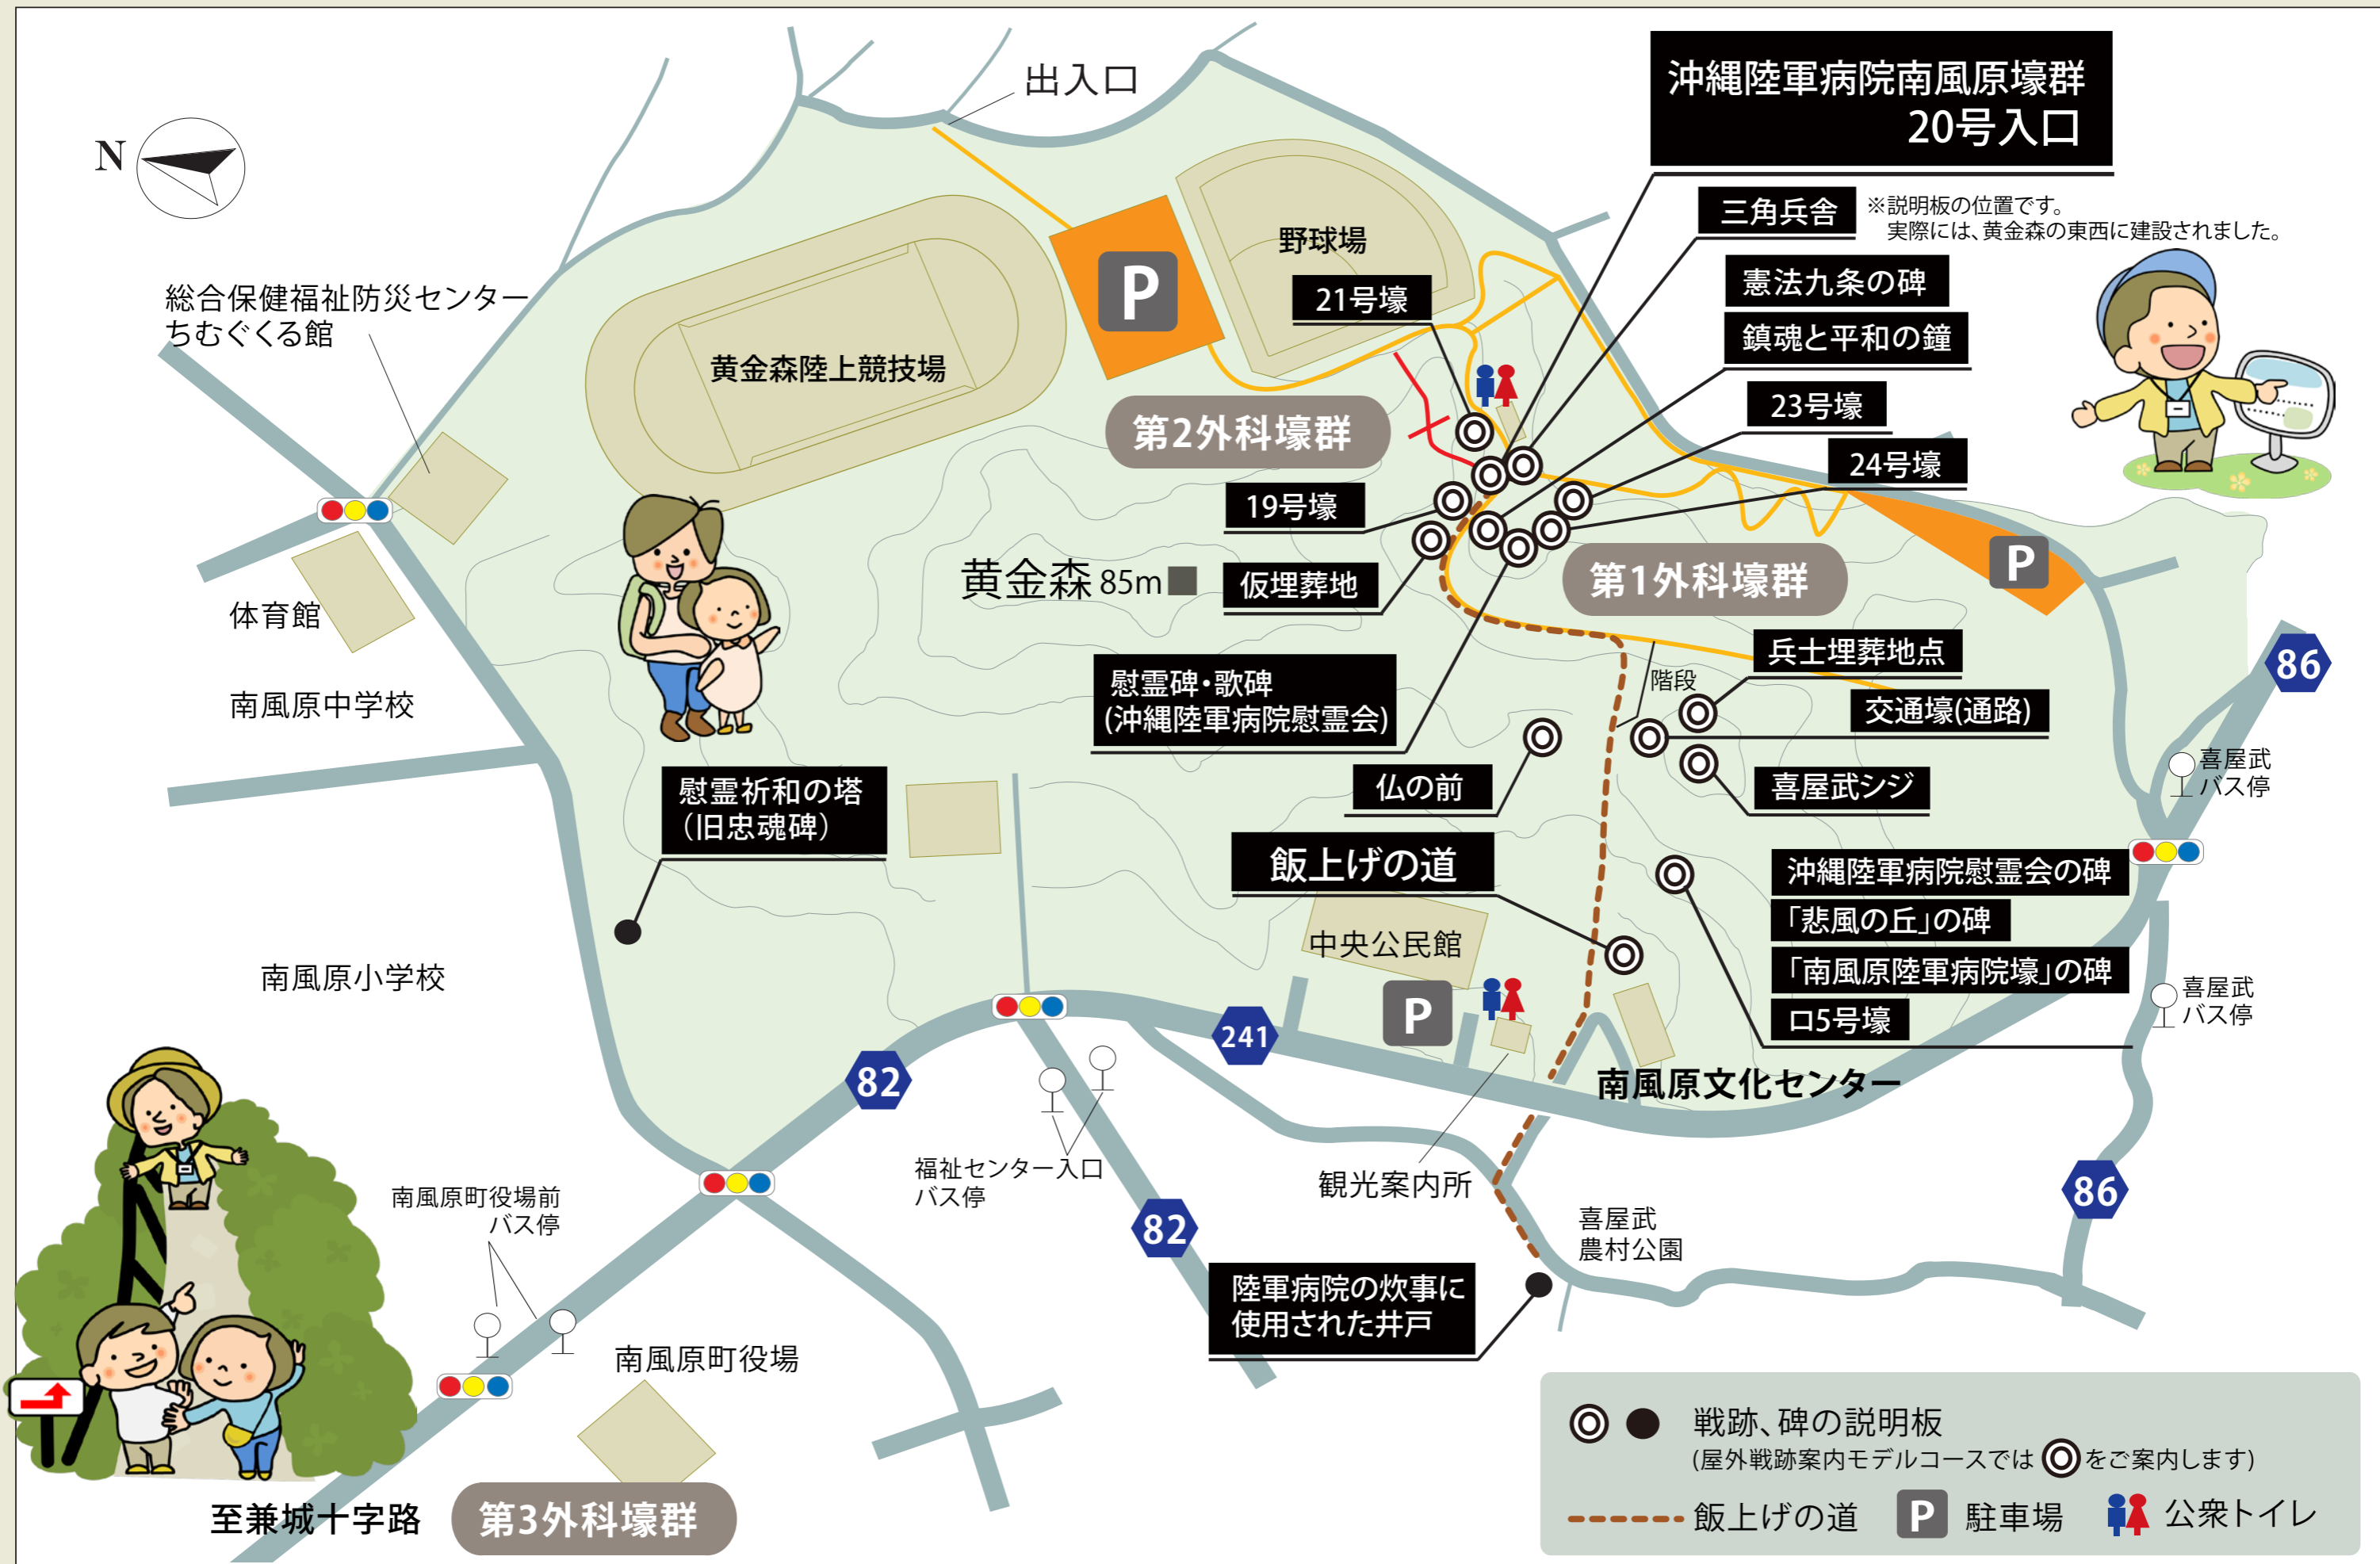 出入口
沖縄陸軍病院南風原壕群
20号入口
N
三角兵舎
※説明板の位置です。
実際には、黄金森の東西に建設されました。
野球場
P
21号壕
憲法九条の碑
鎮魂と平和の鐘
総合保健福祉防災センター
ちむぐくる館
黄金森陸上競技場
23号壕
第2外科壕群
24号壕
19号壕
黄金森 85m
仮埋葬地
第1外科壕群
P
体育館
南風原中学校
兵士埋葬地点
86
階段
慰霊碑・歌碑
(沖縄陸軍病院慰霊会)
交通壕(通路)
喜屋武
バス停
仏の前
喜屋武シジ
慰霊祈和の塔
（旧忠魂碑）
飯上げの道
沖縄陸軍病院慰霊会の碑
「悲風の丘」の碑
「南風原陸軍病院壕」の碑
ロ5号壕
中央公民館
南風原小学校
喜屋武
バス停
P
241
82
南風原文化センター
福祉センター入口
バス停
観光案内所
南風原町役場前
バス停
82
86
喜屋武
農村公園
陸軍病院の炊事に
使用された井戸
南風原町役場
至兼城十字路
第3外科壕群
戦跡、碑の説明板
(屋外戦跡案内モデルコースでは◎をご案内します)
飯上げの道
P 駐車場
公衆トイレ